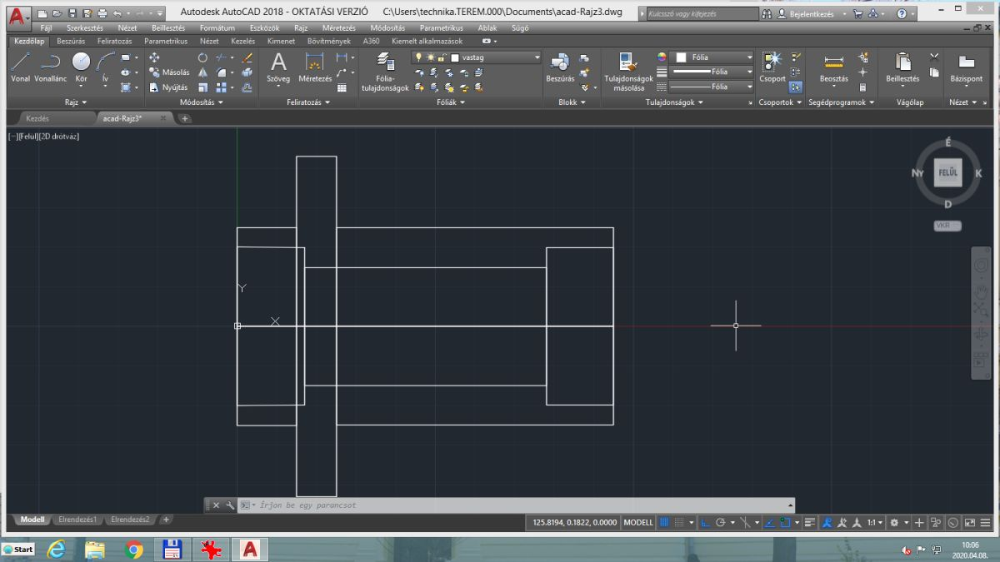 Autodesk AutoCAD 2018 - OKTATÁSI VERZIÓ C:\Users\technika.TEREM.000\Documents\acad-Rajz3.dwg
Kulcsszó vagy kifejezés
Bejelentkezés
Fájl Szerkesztés Nézet Beillesztés Formátum Eszközök Rajz Méretezés Módosítás Parametrikus Ablak Súgó
Kezdőlap Beszúrás Feliratozás Parametrikus Nézet Kezelés Kimenet Bővítmények A360 Kiemelt alkalmazások
Vonal Vonallánc Kör Ív
Másolás
Nyújtás
Szöveg Méretezés
Fólia-
tulajdonságok
vastag
Beszúrás
Tulajdonságok
másolása
Fólia
Fólia
Fólia
Csoport
Beosztás
Beillesztés
Bázispont
Rajz Módosítás Feliratozás Fóliák Blokk Tulajdonságok Csoportok Segédprogramok Vágólap Nézet
Kezdés acad-Rajz3*
[−][Felül][2D drótváz]
É
Ny FELÜL K
D
VKR
Y
X
Írjon be egy parancsot
Modell Elrendezés1 Elrendezés2
125.8194, 0.1822, 0.0000 MODELL 1:1
Start
10:06
2020.04.08.